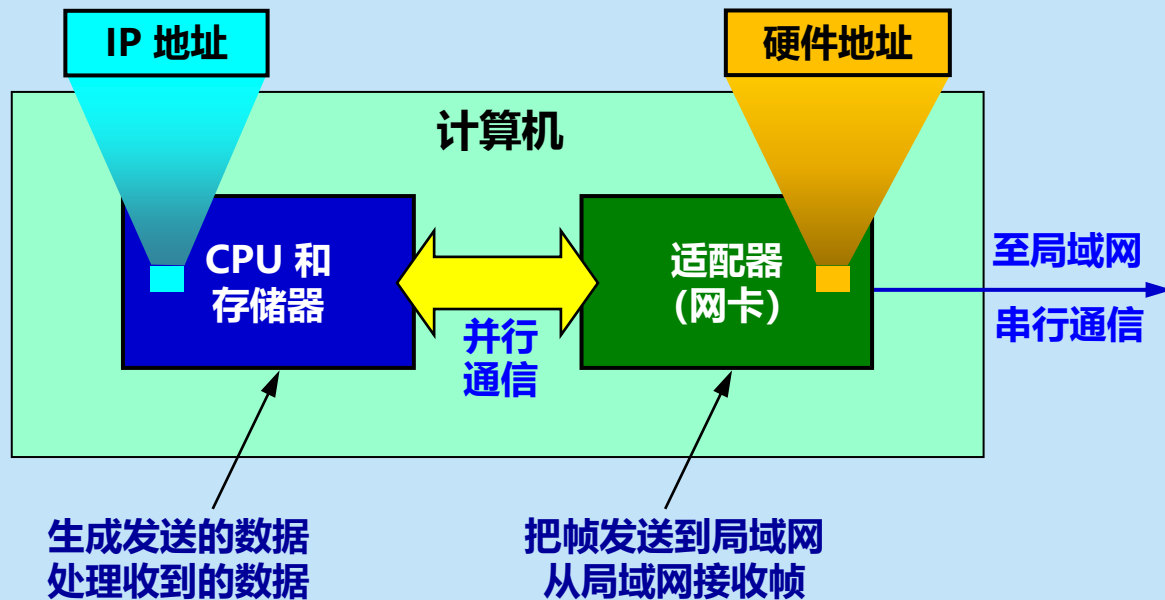 IP 地址
硬件地址
计算机
CPU 和
存储器
并行
通信
适配器
(网卡)
至局域网
串行通信
生成发送的数据
处理收到的数据
把帧发送到局域网
从局域网接收帧